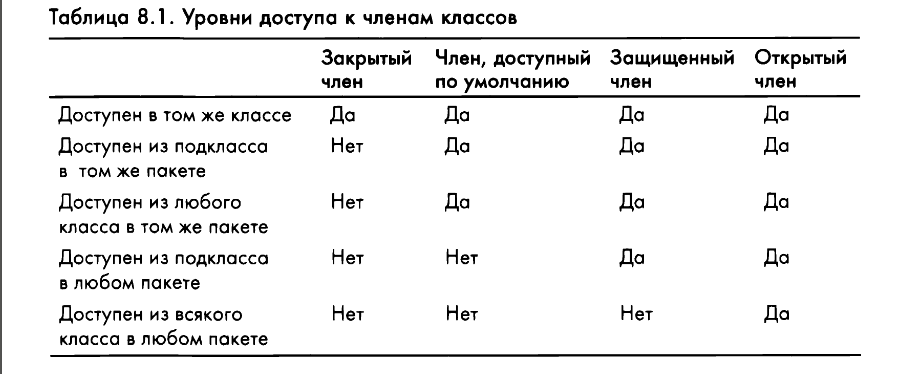 Таблица 8.1. Уровни доступа к членам классов
Закрытый Член, доступный Защищенный Открытый
член по умолчанию член член
Доступен в том же классе Да Да Да Да
Доступен из подкласса Нет Да Да Да
в том же пакете
Доступен из любого Нет Да Да Да
класса в том же пакете
Доступен из подкласса Нет Нет Да Да
в любом пакете
Доступен из всякого Нет Нет Нет Да
класса в любом пакете